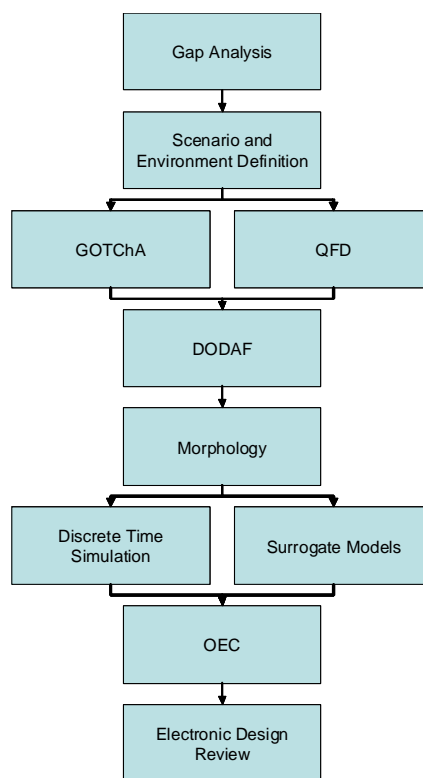 Gap Analysis
Scenario and
Environment Definition
GOTChA
QFD
DODAF
Morphology
Discrete Time
Simulation
Surrogate Models
OEC
Electronic Design
Review